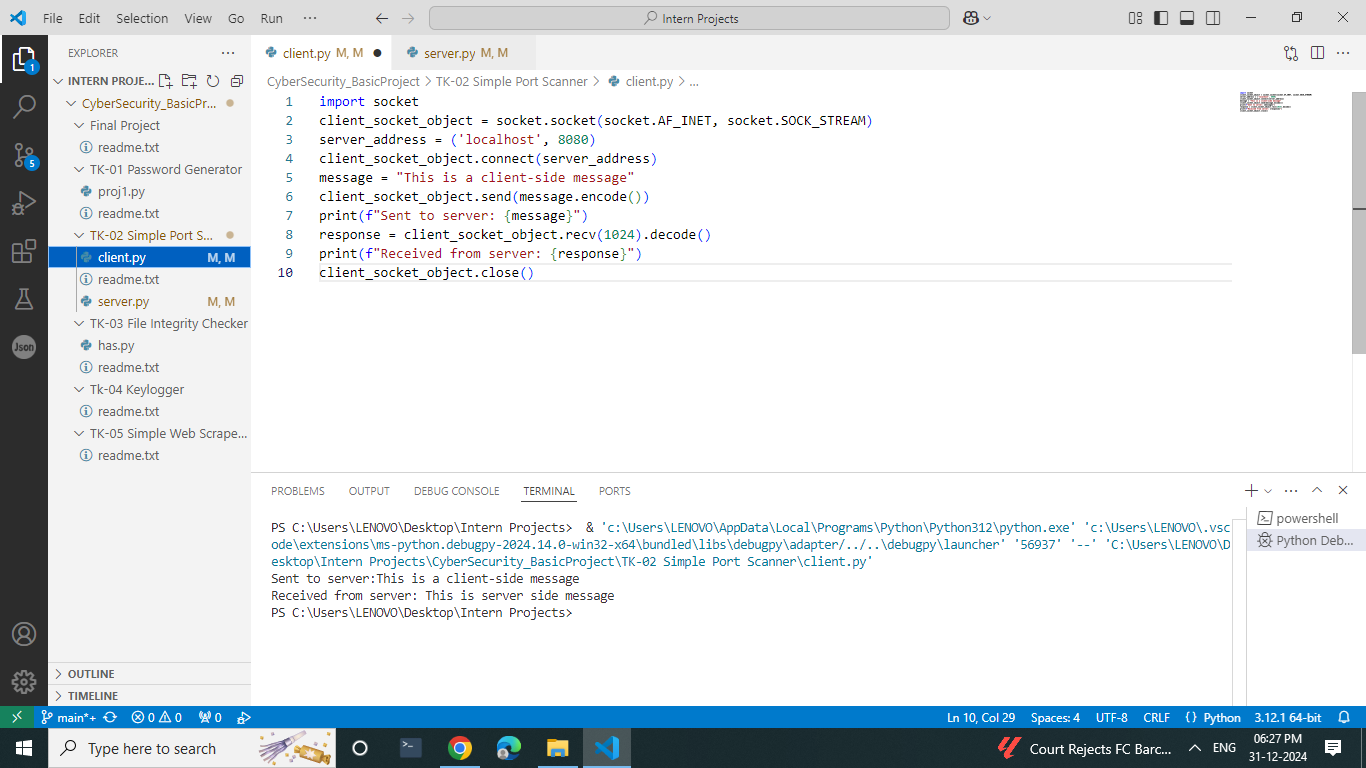 File Edit Selection View Go Run ··· Intern Projects
EXPLORER ···
INTERN PROJE...
CyberSecurity_BasicPr...
Final Project
readme.txt
TK-01 Password Generator
proj1.py
readme.txt
TK-02 Simple Port S...
client.py M, M
readme.txt
server.py M, M
TK-03 File Integrity Checker
has.py
readme.txt
Tk-04 Keylogger
readme.txt
TK-05 Simple Web Scrape...
readme.txt
OUTLINE
TIMELINE
1
5
Json
client.py M, M ● server.py M, M
CyberSecurity_BasicProject > TK-02 Simple Port Scanner > client.py > ...
1 import socket
2 client_socket_object = socket.socket(socket.AF_INET, socket.SOCK_STREAM)
3 server_address = ('localhost', 8080)
4 client_socket_object.connect(server_address)
5 message = "This is a client-side message"
6 client_socket_object.send(message.encode())
7 print(f"Sent to server: {message}")
8 response = client_socket_object.recv(1024).decode()
9 print(f"Received from server: {response}")
10 client_socket_object.close()
PROBLEMS OUTPUT DEBUG CONSOLE TERMINAL PORTS
PS C:\Users\LENOVO\Desktop\Intern Projects>  & 'c:\Users\LENOVO\AppData\Local\Programs\Python\Python312\python.exe' 'c:\Users\LENOVO\.vsc
ode\extensions\ms-python.debugpy-2024.14.0-win32-x64\bundled\libs\debugpy\adapter/../..\debugpy\launcher' '56937' '--' 'C:\Users\LENOVO\D
esktop\Intern Projects\CyberSecurity_BasicProject\TK-02 Simple Port Scanner\client.py'
Sent to server:This is a client-side message
Received from server: This is server side message
PS C:\Users\LENOVO\Desktop\Intern Projects>
powershell
Python Deb...
main*+ 0 0 0 Ln 10, Col 29 Spaces: 4 UTF-8 CRLF {} Python 3.12.1 64-bit
Type here to search Court Rejects FC Barc... ENG 06:27 PM
31-12-2024